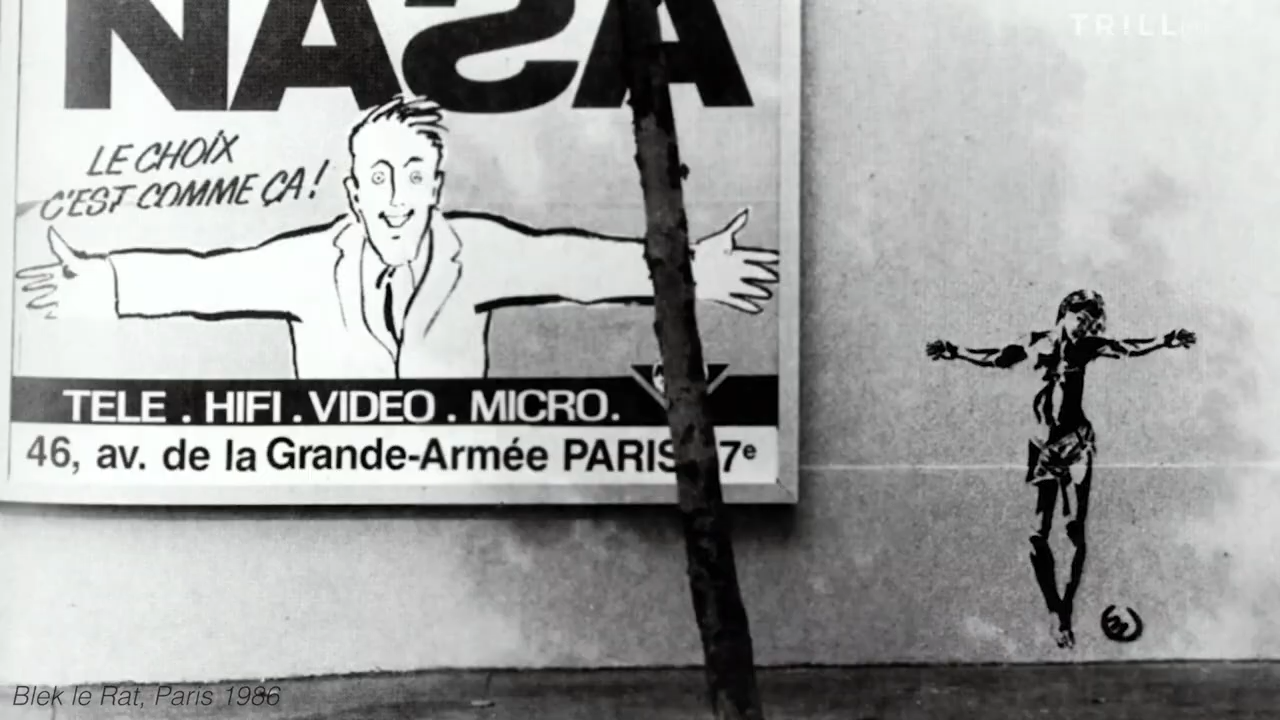 TRILL
NASA
LE CHOIX
C'EST COMME ÇA!
TELE . HIFI . VIDEO . MICRO.
46, av. de la Grande-Armée PARIS 7e
Blek le Rat, Paris 1986